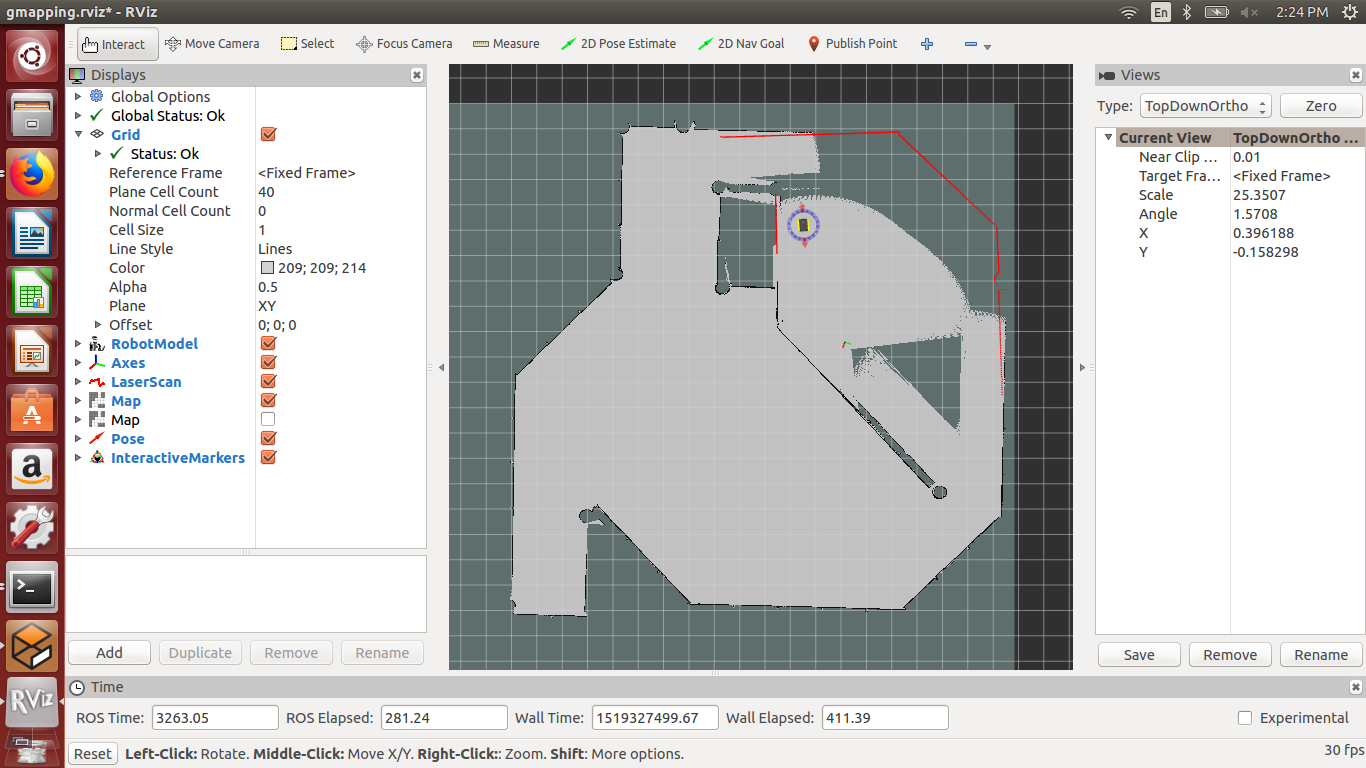 gmapping.rviz* - RViz
En
2:24 PM
Interact
Move Camera
Select
Focus Camera
Measure
2D Pose Estimate
2D Nav Goal
Publish Point
Displays
Global Options
Global Status: Ok
Grid
Status: Ok
Reference Frame <Fixed Frame>
Plane Cell Count 40
Normal Cell Count 0
Cell Size 1
Line Style Lines
Color 209; 209; 214
Alpha 0.5
Plane XY
Offset 0; 0; 0
RobotModel
Axes
LaserScan
Map
Map
Pose
InteractiveMarkers
Add
Duplicate
Remove
Rename
Views
Type: TopDownOrtho
Zero
Current View TopDownOrtho ...
Near Clip ... 0.01
Target Fra... <Fixed Frame>
Scale 25.3507
Angle 1.5708
X 0.396188
Y -0.158298
Save
Remove
Rename
Time
ROS Time: 3263.05 ROS Elapsed: 281.24 Wall Time: 1519327499.67 Wall Elapsed: 411.39
Experimental
Reset
Left-Click: Rotate. Middle-Click: Move X/Y. Right-Click:: Zoom. Shift: More options.
30 fps
RViz